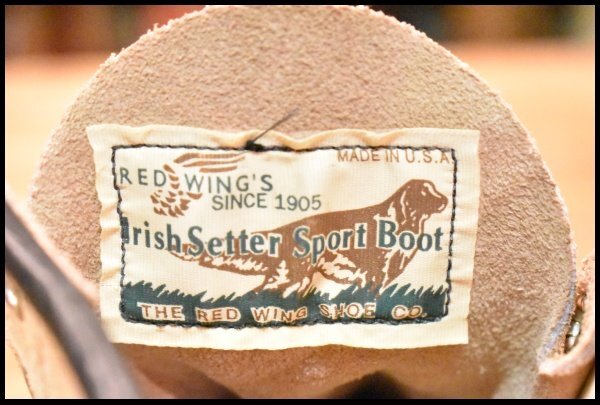 MADE IN U.S.A
RED WING'S
SINCE 1905
Irish Setter Sport Boot
THE RED WING SHOE CO.